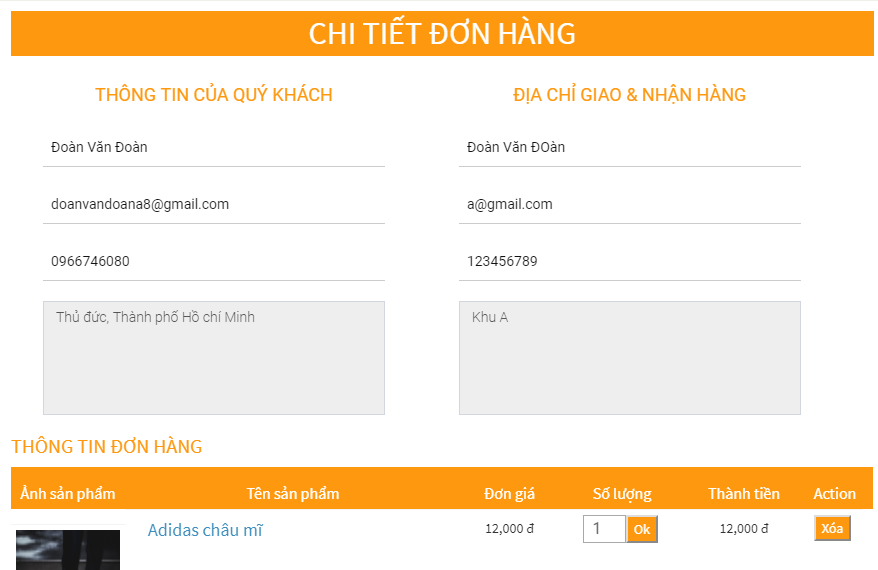 CHI TIẾT ĐƠN HÀNG
THÔNG TIN CỦA QUÝ KHÁCH
Đoàn Văn Đoàn
doanvandoana8@gmail.com
0966746080
Thủ đức, Thành phố Hồ chí Minh
ĐỊA CHỈ GIAO & NHẬN HÀNG
Đoàn Văn ĐOàn
a@gmail.com
123456789
Khu A
THÔNG TIN ĐƠN HÀNG
Ảnh sản phẩm Tên sản phẩm Đơn giá Số lượng Thành tiền Action
Adidas châu mĩ 12,000 đ 1 Ok 12,000 đ Xóa